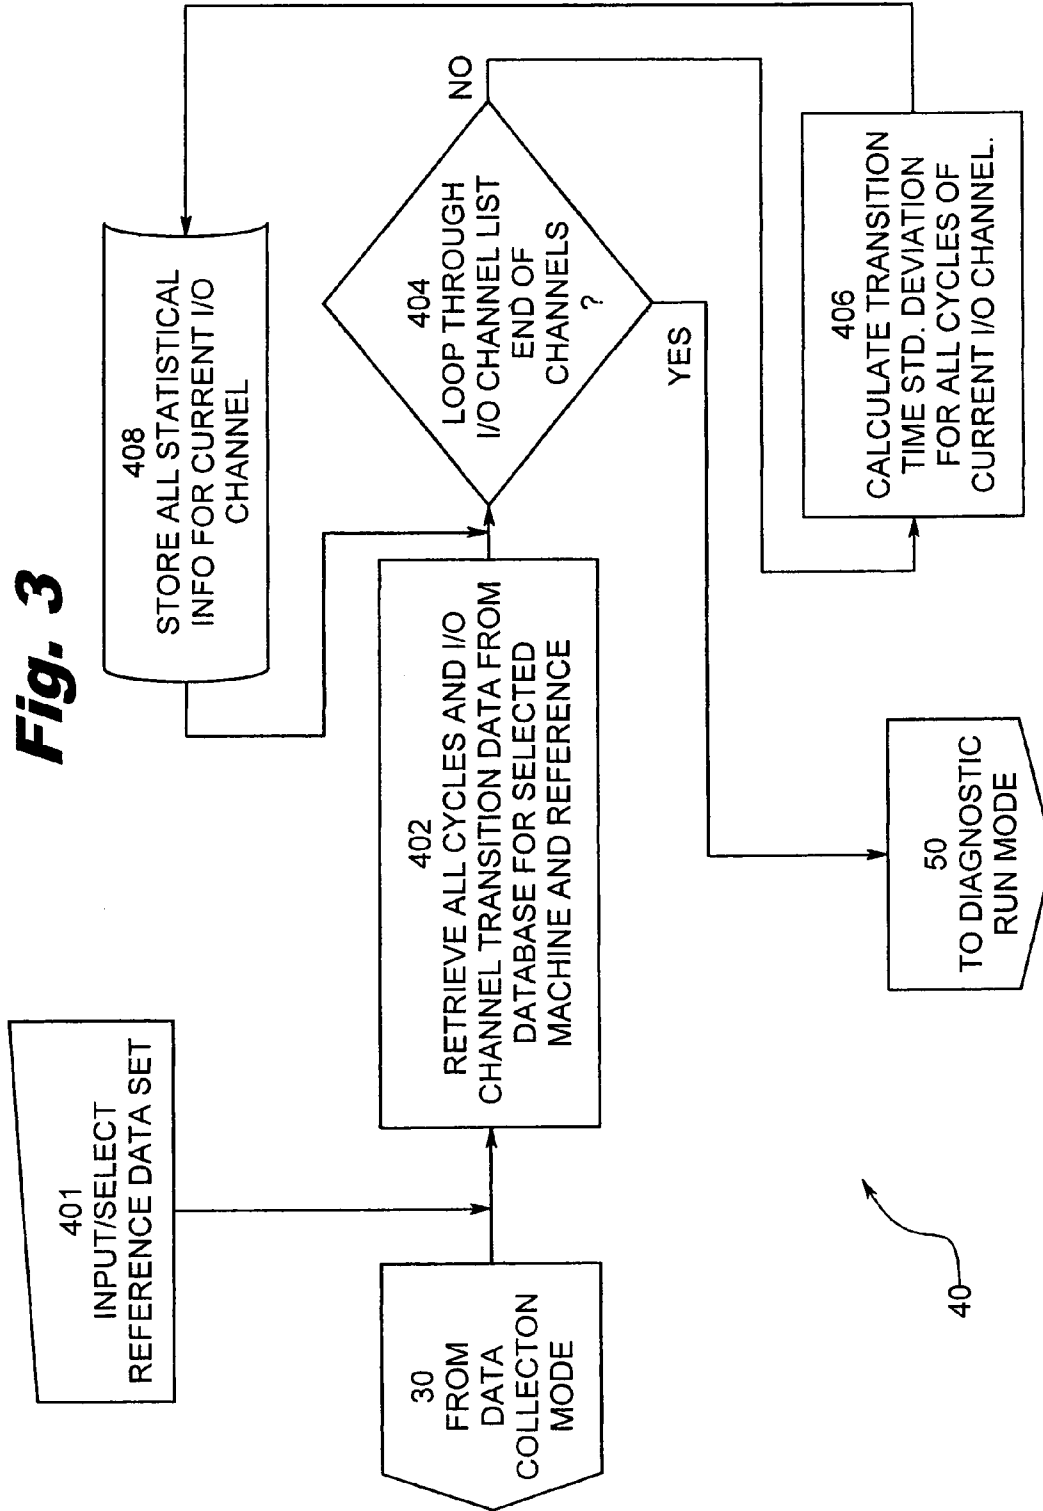 Fig. 3
401
INPUT/SELECT
REFERENCE DATA SET
30
FROM
DATA
COLLECTON
MODE
402
RETRIEVE ALL CYCLES AND I/O
CHANNEL TRANSITION DATA FROM
DATABASE FOR SELECTED
MACHINE AND REFERENCE
408
STORE ALL STATISTICAL
INFO FOR CURRENT I/O
CHANNEL
404
LOOP THROUGH
I/O CHANNEL LIST
END OF
CHANNELS
?
NO
YES
406
CALCULATE TRANSITION
TIME STD. DEVIATION
FOR ALL CYCLES OF
CURRENT I/O CHANNEL.
50
TO DIAGNOSTIC
RUN MODE
40